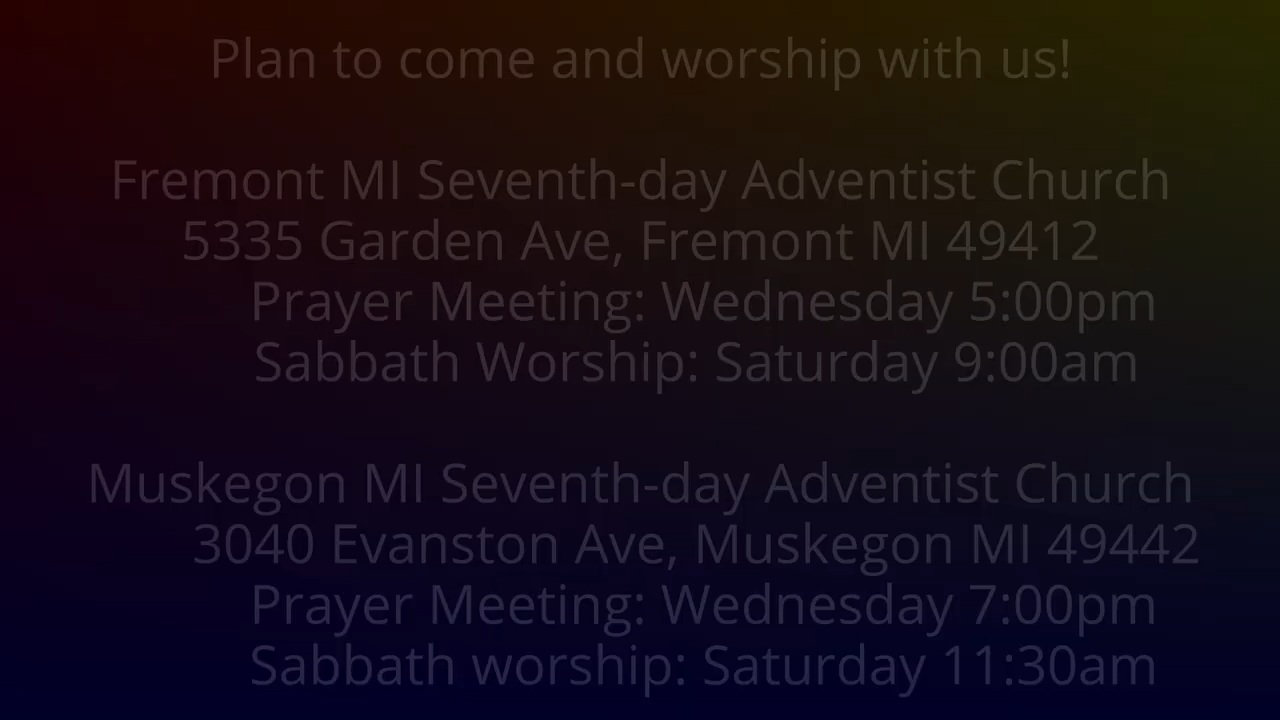 Plan to come and worship with us!
Fremont MI Seventh-day Adventist Church
5335 Garden Ave, Fremont MI 49412
Prayer Meeting: Wednesday 5:00pm
Sabbath Worship: Saturday 9:00am
Muskegon MI Seventh-day Adventist Church
3040 Evanston Ave, Muskegon MI 49442
Prayer Meeting: Wednesday 7:00pm
Sabbath worship: Saturday 11:30am